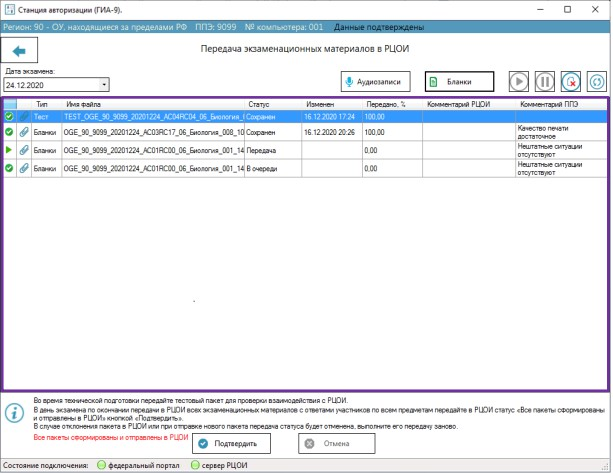 Станция авторизации (ГИА-9).
Регион: 90 - ОУ, находящиеся за пределами РФ ППЭ: 9099 № компьютера: 001 Данные подтверждены
Передача экзаменационных материалов в РЦОИ
Дата экзамена:
24.12.2020
Аудиозаписи
Бланки
Тип Имя файла Статус Изменен Передано, % Комментарий РЦОИ Комментарий ППЭ
Тест TEST_OGE_90_9099_20201224_AC04RC04_06_Биология_( Сохранен 16.12.2020 17:24 100,00
Бланки OGE_90_9099_20201224_AC03RC17_06_Биология_008_10 Сохранен 16.12.2020 20:26 100,00 Качество печати
достаточное
Бланки OGE_90_9099_20201224_AC01RC00_06_Биология_001_14 Передача 0,00 Нештатные ситуации
отсутствуют
Бланки OGE_90_9099_20201224_AC01RC00_06_Биология_001_14 В очереди 0,00 Нештатные ситуации
отсутствуют
Во время технической подготовки передайте тестовый пакет для проверки взаимодействия с РЦОИ.
В день экзамена по окончании передачи в РЦОИ всех экзаменационных материалов с ответами участников по всем предметам передайте в РЦОИ статус «Все пакеты сформированы
и отправлены в РЦОИ» кнопкой «Подтвердить».
В случае отклонения пакета в РЦОИ или при отправке нового пакета передача статуса будет отменена, выполните его передачу заново.
Все пакеты сформированы и отправлены в РЦОИ
Подтвердить
Отмена
Состояние подключения: федеральный портал сервер РЦОИ